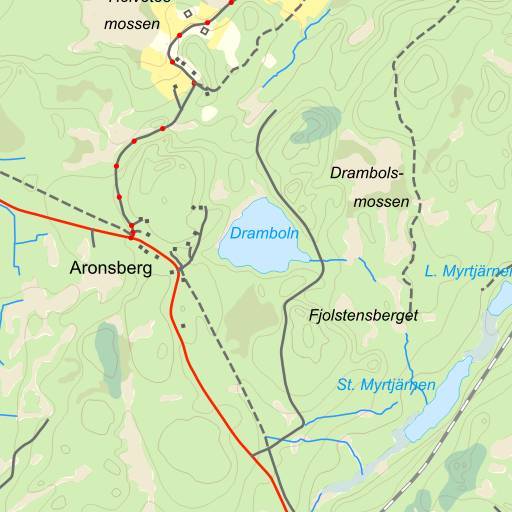 mossen
Drambols-
mossen
Dramboln
Aronsberg
L. Myrtjärnen
Fjolstensberget
St. Myrtjärnen